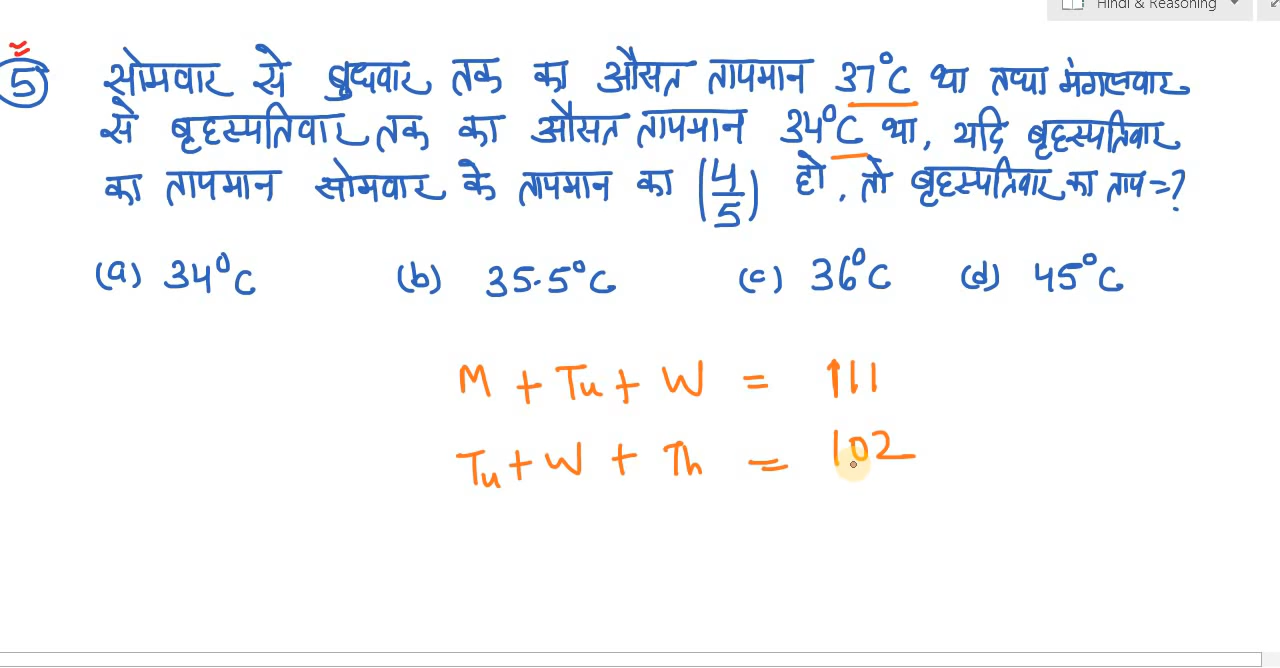 Hindi & Reasoning
5 सोमवार से बुधवार तक का औसत तापमान 37°C था तथा मंगलवार
से बृहस्पतिवार तक का औसत तापमान 34°C था, यदि बृहस्पतिवार
का तापमान सोमवार के तापमान का (4/5) हो, तो बृहस्पतिवार का ताप=?
(a) 34°C (b) 35.5°C (c) 36°C (d) 45°C
M + Tu + W = 111
Tu + W + Th = 102